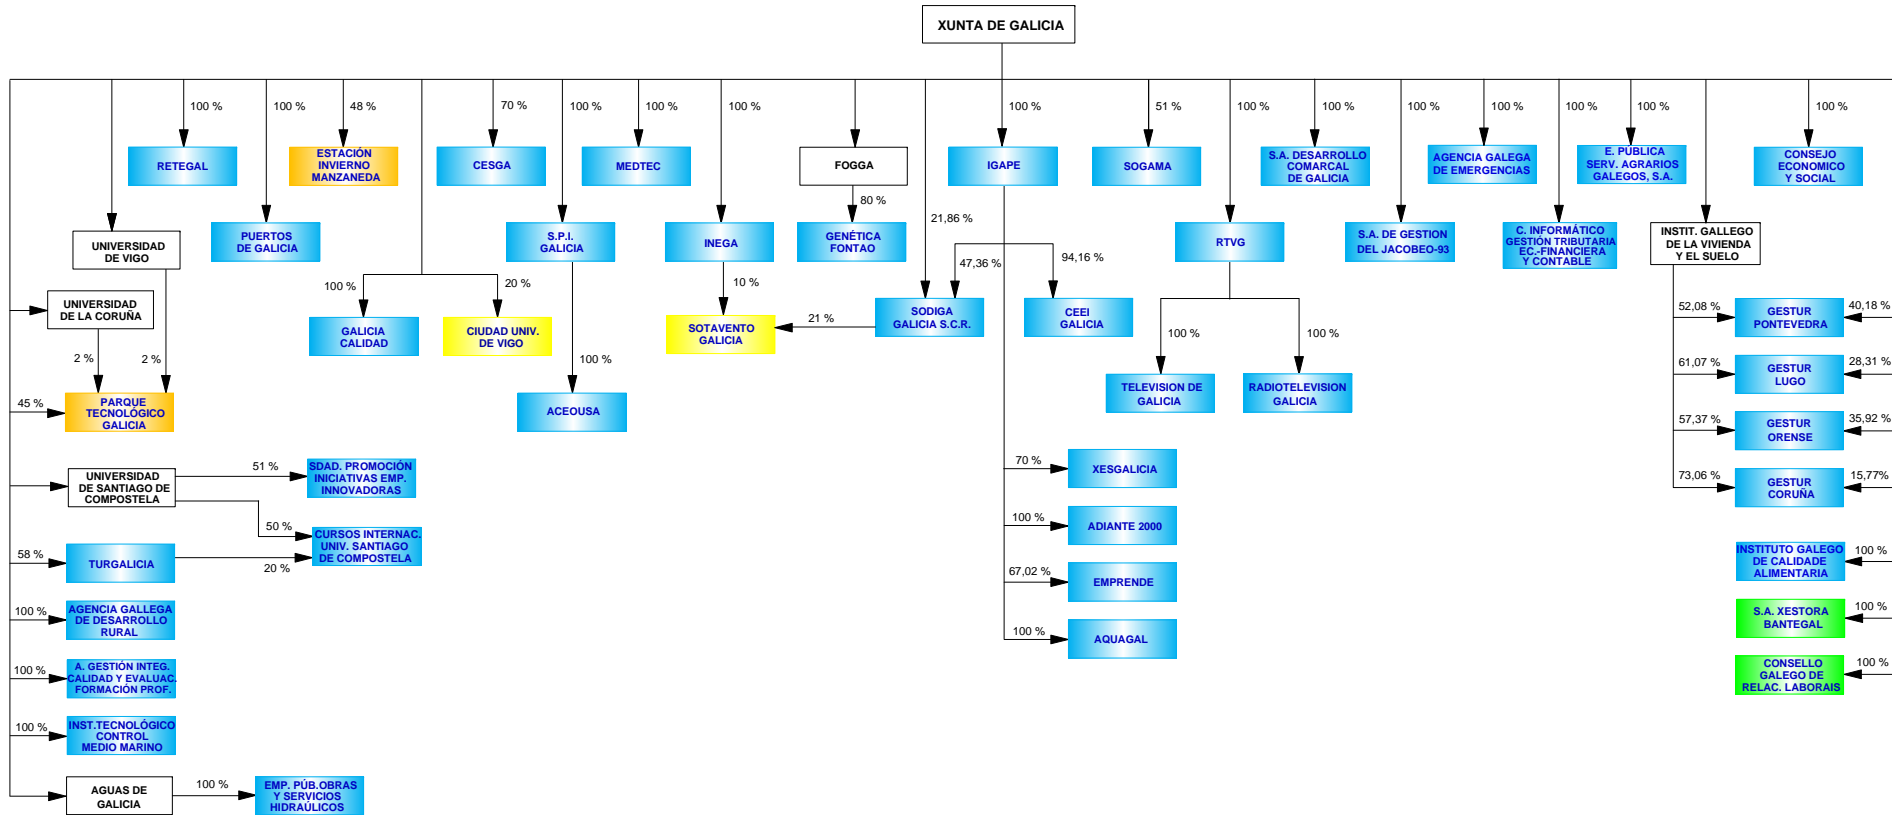 XUNTA DE GALICIA
100 %
100 %
48 %
70 %
100 %
100 %
100 %
100 %
51 %
100 %
100 %
100 %
100 %
100 %
100 %
100 %
RETEGAL
ESTACIÓN
INVIERNO
MANZANEDA
CESGA
MEDTEC
FOGGA
IGAPE
SOGAMA
S.A. DESARROLLO
COMARCAL
DE GALICIA
AGENCIA GALEGA
DE EMERGENCIAS
E. PUBLICA
SERV. AGRARIOS
GALEGOS, S.A.
CONSEJO
ECONOMICO
Y SOCIAL
80 %
21,86 %
UNIVERSIDAD
DE VIGO
PUERTOS
DE GALICIA
S.P.I.
GALICIA
INEGA
GENÉTICA
FONTAO
RTVG
S.A. DE GESTION
DEL JACOBEO-93
C. INFORMÁTICO
GESTIÓN TRIBUTARIA
EC.-FINANCIERA
Y CONTABLE
INSTIT. GALLEGO
DE LA VIVIENDA
Y EL SUELO
47,36 %
94,16 %
100 %
20 %
10 %
UNIVERSIDAD
DE LA CORUÑA
GALICIA
CALIDAD
CIUDAD UNIV.
DE VIGO
SOTAVENTO
GALICIA
21 %
SODIGA
GALICIA S.C.R.
CEEI
GALICIA
52,08 %
GESTUR
PONTEVEDRA
40,18 %
2 %
2 %
100 %
100 %
100 %
61,07 %
GESTUR
LUGO
28,31 %
45 %
PARQUE
TECNOLÓGICO
GALICIA
ACEOUSA
TELEVISION DE
GALICIA
RADIOTELEVISION
GALICIA
57,37 %
GESTUR
ORENSE
35,92 %
UNIVERSIDAD
DE SANTIAGO DE
COMPOSTELA
51 %
SDAD. PROMOCIÓN
INICIATIVAS EMP.
INNOVADORAS
70 %
XESGALICIA
73,06 %
GESTUR
CORUÑA
15,77%
50 %
CURSOS INTERNAC.
UNIV. SANTIAGO
DE COMPOSTELA
100 %
ADIANTE 2000
58 %
TURGALICIA
20 %
67,02 %
EMPRENDE
INSTITUTO GALEGO
DE CALIDADE
ALIMENTARIA
100 %
100 %
AGENCIA GALLEGA
DE DESARROLLO
RURAL
100 %
AQUAGAL
S.A. XESTORA
BANTEGAL
100 %
100 %
A. GESTIÓN INTEG.
CALIDAD Y EVALUAC.
FORMACIÓN PROF.
CONSELLO
GALEGO DE
RELAC. LABORAIS
100 %
100 %
INST.TECNOLÓGICO
CONTROL
MEDIO MARINO
AGUAS DE
GALICIA
100 %
EMP. PÚB.OBRAS
Y SERVICIOS
HIDRAÚLICOS